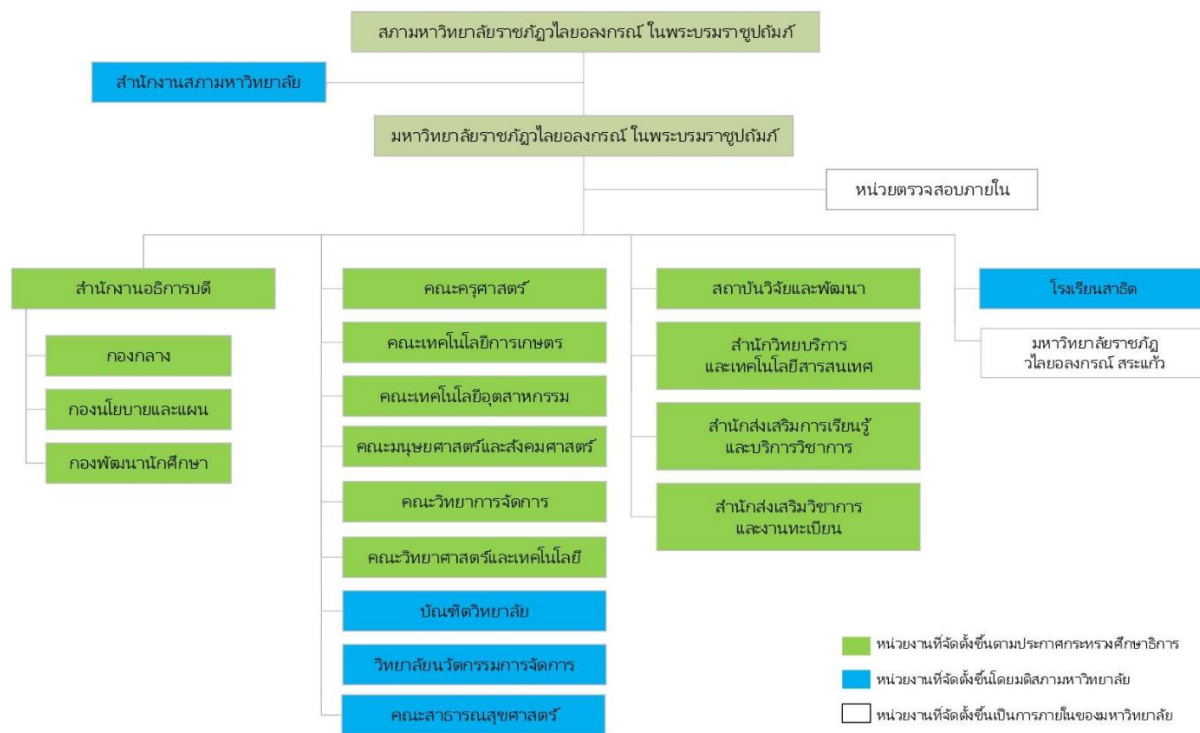 สภามหาวิทยาลัยราชภัฏวไลยอลงกรณ์ ในพระบรมราชูปถัมภ์
สำนักงานสภามหาวิทยาลัย
มหาวิทยาลัยราชภัฏวไลยอลงกรณ์ ในพระบรมราชูปถัมภ์
หน่วยตรวจสอบภายใน
สำนักงานอธิการบดี
กองกลาง
กองนโยบายและแผน
กองพัฒนานักศึกษา
คณะครุศาสตร์
คณะเทคโนโลยีการเกษตร
คณะเทคโนโลยีอุตสาหกรรม
คณะมนุษยศาสตร์และสังคมศาสตร์
คณะวิทยาการจัดการ
คณะวิทยาศาสตร์และเทคโนโลยี
บัณฑิตวิทยาลัย
วิทยาลัยนวัตกรรมการจัดการ
คณะสาธารณสุขศาสตร์
สถาบันวิจัยและพัฒนา
สำนักวิทยบริการ
และเทคโนโลยีสารสนเทศ
สำนักส่งเสริมการเรียนรู้
และบริการวิชาการ
สำนักส่งเสริมวิชาการ
และงานทะเบียน
โรงเรียนสาธิต
มหาวิทยาลัยราชภัฏ
วไลยอลงกรณ์ สระแก้ว
หน่วยงานที่จัดตั้งขึ้นตามประกาศกระทรวงศึกษาธิการ
หน่วยงานที่จัดตั้งขึ้นโดยมติสภามหาวิทยาลัย
หน่วยงานที่จัดตั้งขึ้นเป็นการภายในของมหาวิทยาลัย